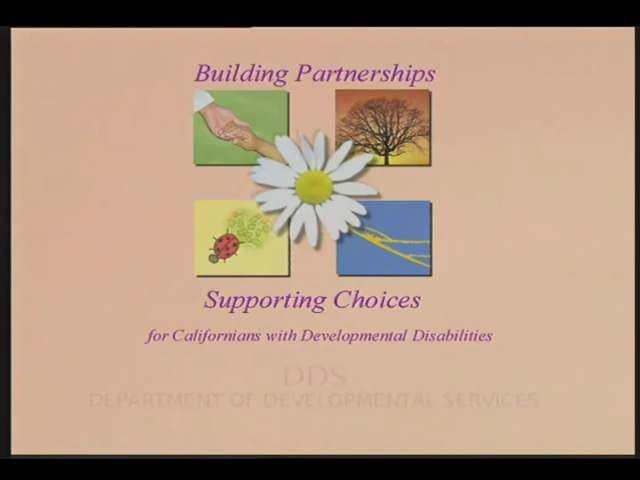 Building Partnerships
Supporting Choices
for Californians with Developmental Disabilities
DDS
DEPARTMENT OF DEVELOPMENTAL SERVICES